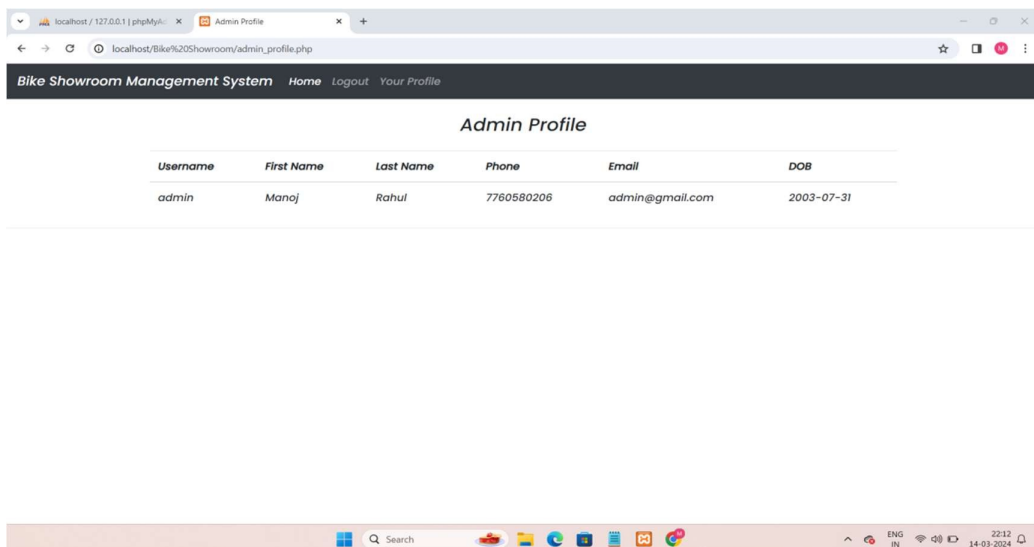 localhost / 127.0.0.1 | phpMyAd
Admin Profile
localhost/Bike%20Showroom/admin_profile.php
M
Bike Showroom Management System Home Logout Your Profile
Admin Profile
Username First Name Last Name Phone Email DOB
admin Manoj Rahul 7760580206 admin@gmail.com 2003-07-31
Search
ENG
IN
22:12
14-03-2024